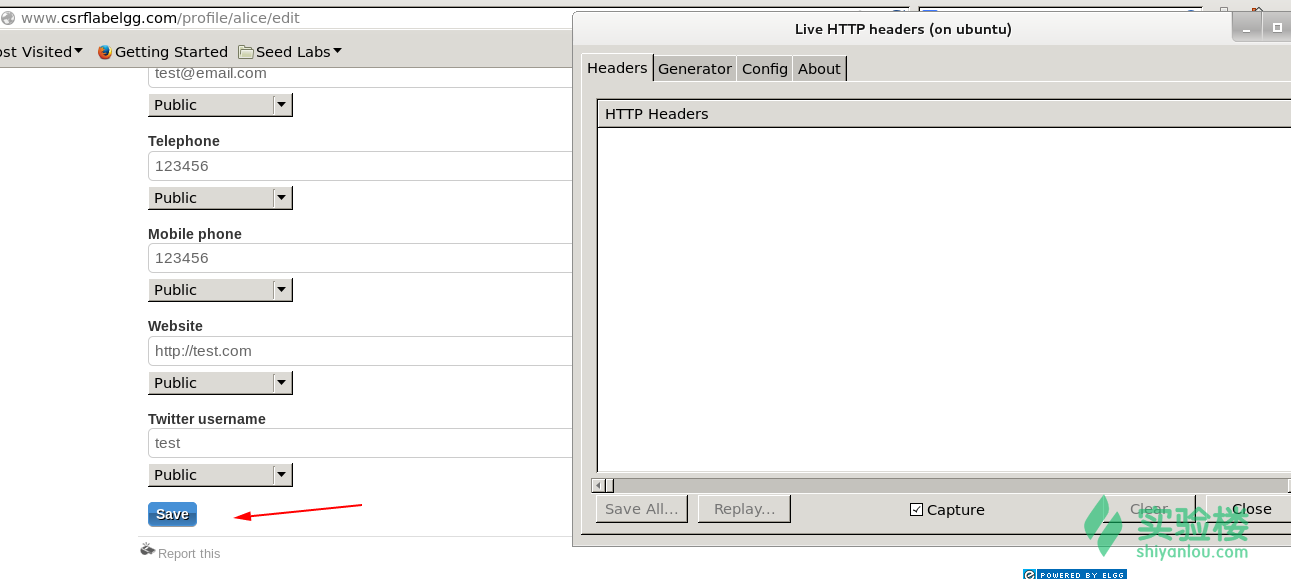 www.csrflabelgg.com/profile/alice/edit
ost Visited
Getting Started
Seed Labs
test@email.com
Public
Telephone
123456
Public
Mobile phone
123456
Public
Website
http://test.com
Public
Twitter username
test
Public
Save
Report this
Live HTTP headers (on ubuntu)
Headers
Generator
Config
About
HTTP Headers
Save All...
Replay...
Capture
Clear
Close
实验楼
shiyanlou.com
POWERED BY ELGG